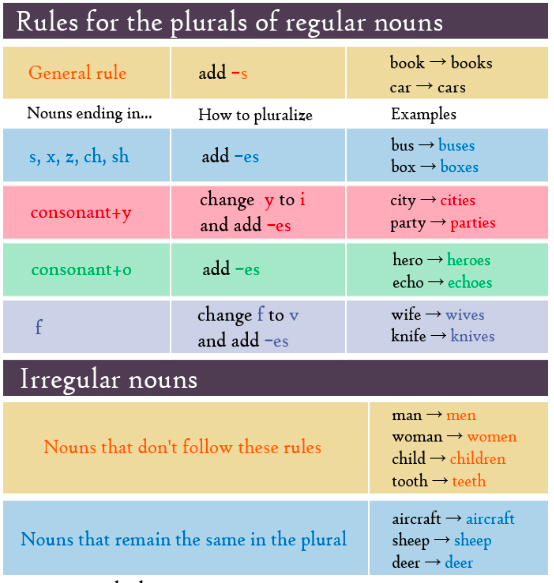 Rules for the plurals of regular nouns
General rule
add -s
book → books
car → cars
Nouns ending in...
How to pluralize
Examples
s, x, z, ch, sh
add -es
bus → buses
box → boxes
consonant+y
change y to i
and add -es
city → cities
party → parties
consonant+o
add -es
hero → heroes
echo → echoes
f
change f to v
and add -es
wife → wives
knife → knives
Irregular nouns
Nouns that don't follow these rules
man → men
woman → women
child → children
tooth → teeth
Nouns that remain the same in the plural
aircraft → aircraft
sheep → sheep
deer → deer